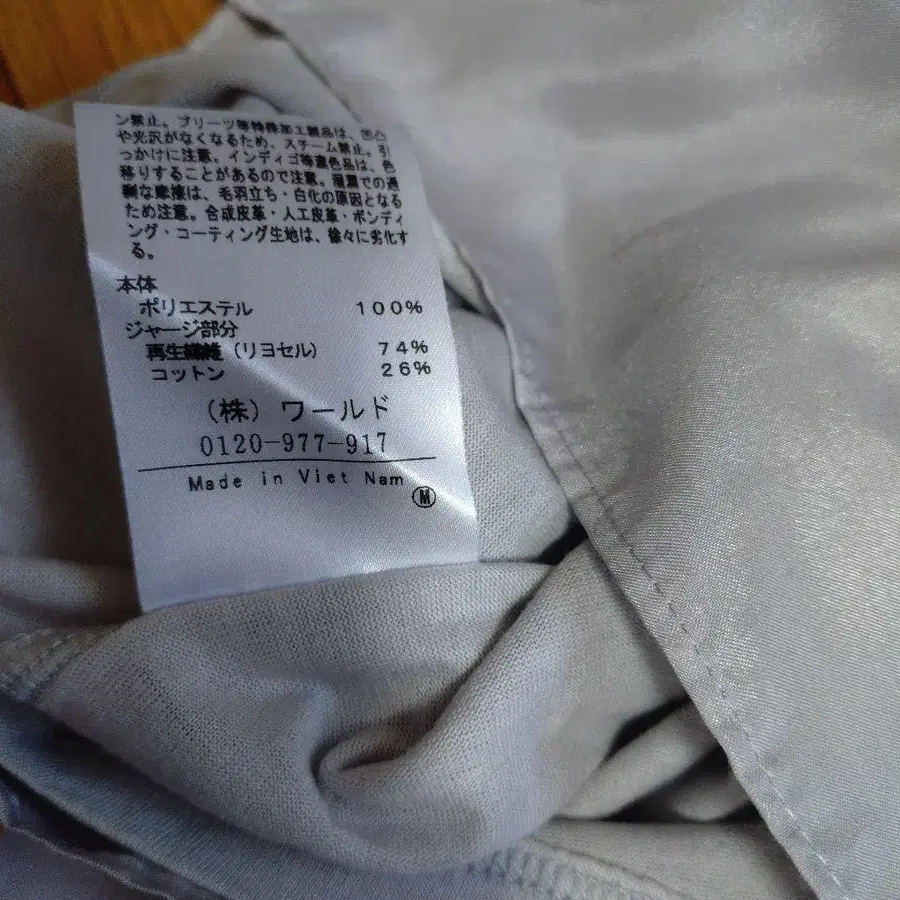 ン禁止。プリーツ等特殊加工製品は、凹凸
や光沢がなくなるため、スチーム禁止。引
っかけに注意。インディゴ等濃色品は、色
移りすることがあるので注意。湿潤での過
剰な摩擦は、毛羽立ち・白化の原因となる
ため注意。合成皮革・人工皮革・ボンディ
ング・コーティング生地は、徐々に劣化す
る。
本体
ポリエステル 100%
ジャージ部分
再生繊維(リヨセル) 74%
コットン 26%
(株)ワールド
0120-977-917
Made in Viet Nam
M